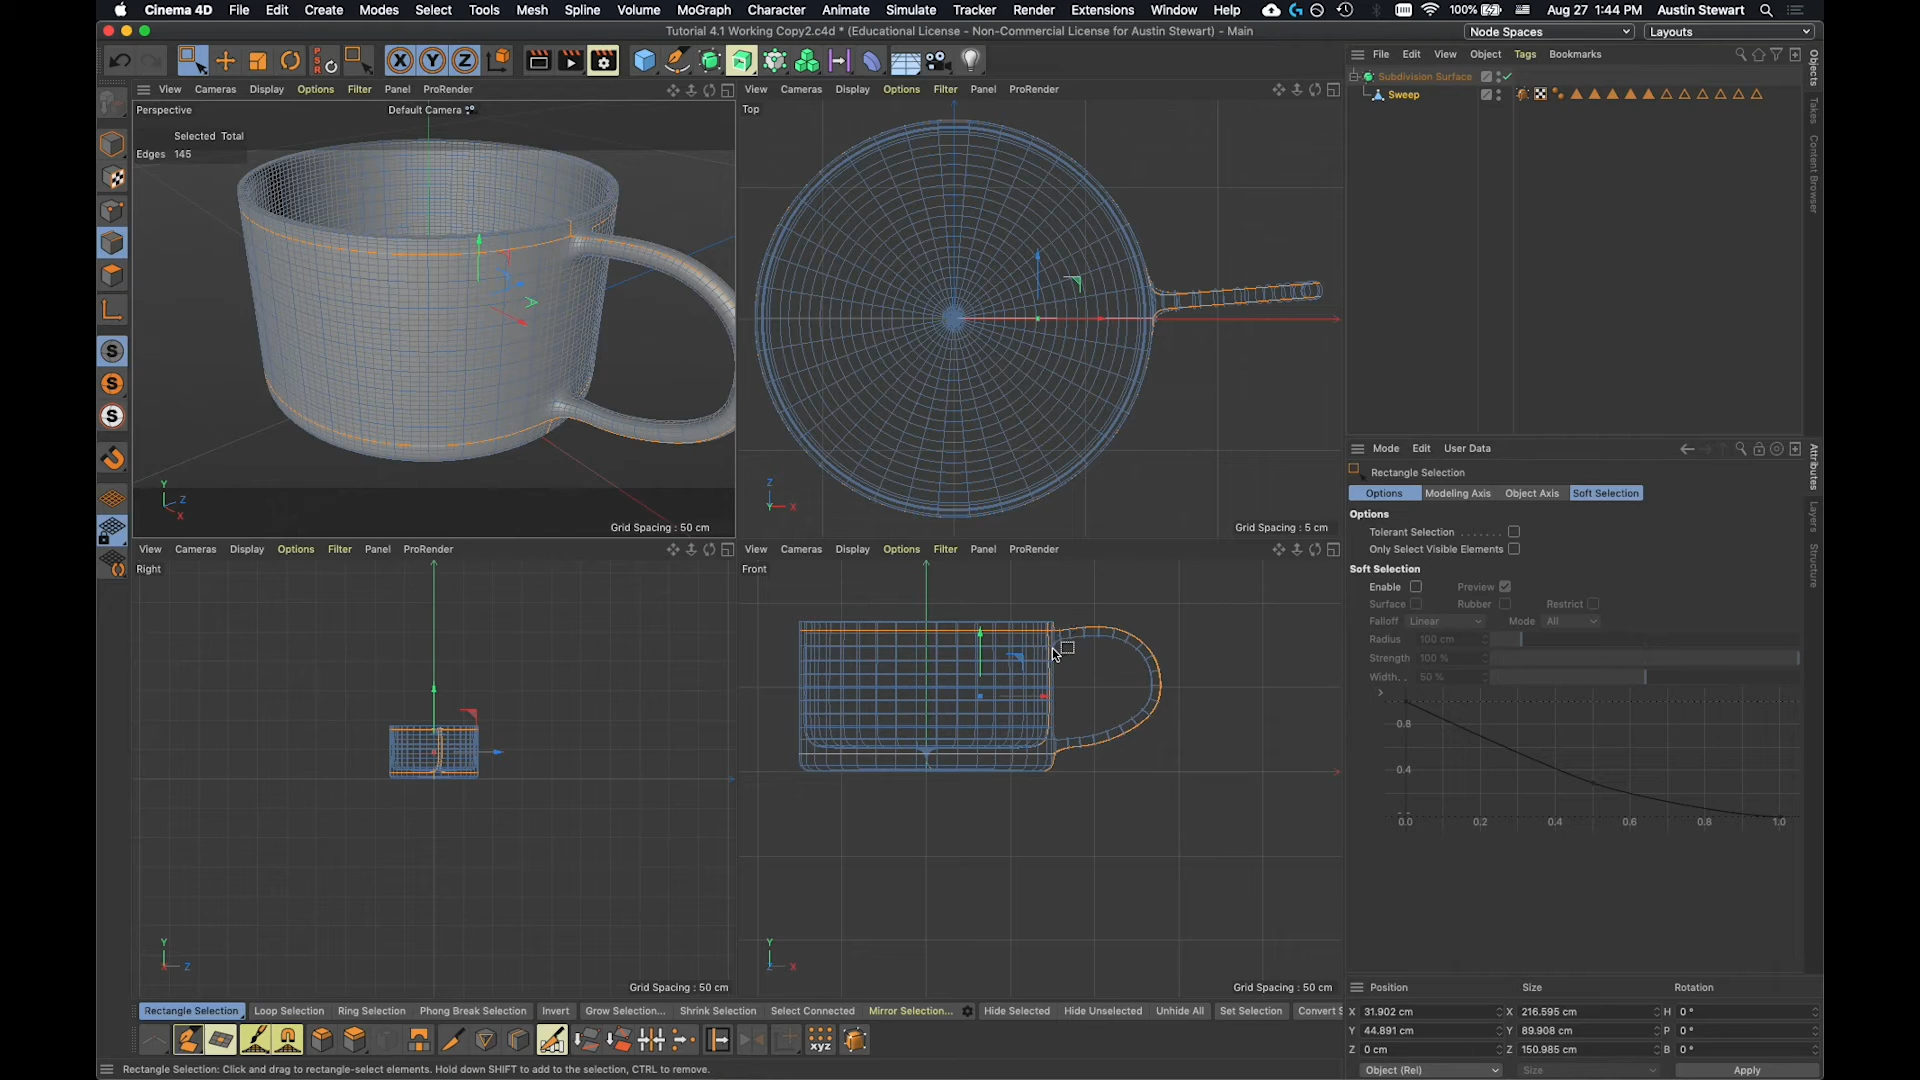 Cinema 4D File Edit Create Modes Select Tools Mesh Spline Volume MoGraph Character Animate Simulate Tracker Render Extensions Window Help 100% Aug 27 1:44 PM Austin Stewart
Tutorial 4.1 Working Copy2.c4d * (Educational License - Non-Commercial License for Austin Stewart) - Main
Node Spaces Layouts
X Y Z PSR
File Edit View Object Tags Bookmarks
Subdivision Surface
Sweep
Objects
Takes
Content Browser
View Cameras Display Options Filter Panel ProRender
Perspective Default Camera
Selected Total
Edges 145
Grid Spacing : 50 cm
View Cameras Display Options Filter Panel ProRender
Top
Grid Spacing : 5 cm
View Cameras Display Options Filter Panel ProRender
Right
Grid Spacing : 50 cm
View Cameras Display Options Filter Panel ProRender
Front
Grid Spacing : 50 cm
Mode Edit User Data
Rectangle Selection
Options Modeling Axis Object Axis Soft Selection
Options
Tolerant Selection
Only Select Visible Elements
Soft Selection
Enable Preview
Surface Rubber Restrict
Falloff Linear Mode All
Radius 100 cm
Strength 100 %
Width 50 %
0.8
0.4
0.0 0.2 0.4 0.6 0.8 1.0
Attributes
Layers
Structure
Position Size Rotation
X 31.902 cm X 216.595 cm H 0 °
Y 44.891 cm Y 89.908 cm P 0 °
Z 0 cm Z 150.985 cm B 0 °
Object (Rel) Size Apply
Rectangle Selection Loop Selection Ring Selection Phong Break Selection Invert Grow Selection... Shrink Selection Select Connected Mirror Selection... Hide Selected Hide Unselected Unhide All Set Selection Convert S
xyz
Rectangle Selection: Click and drag to rectangle-select elements. Hold down SHIFT to add to the selection, CTRL to remove.